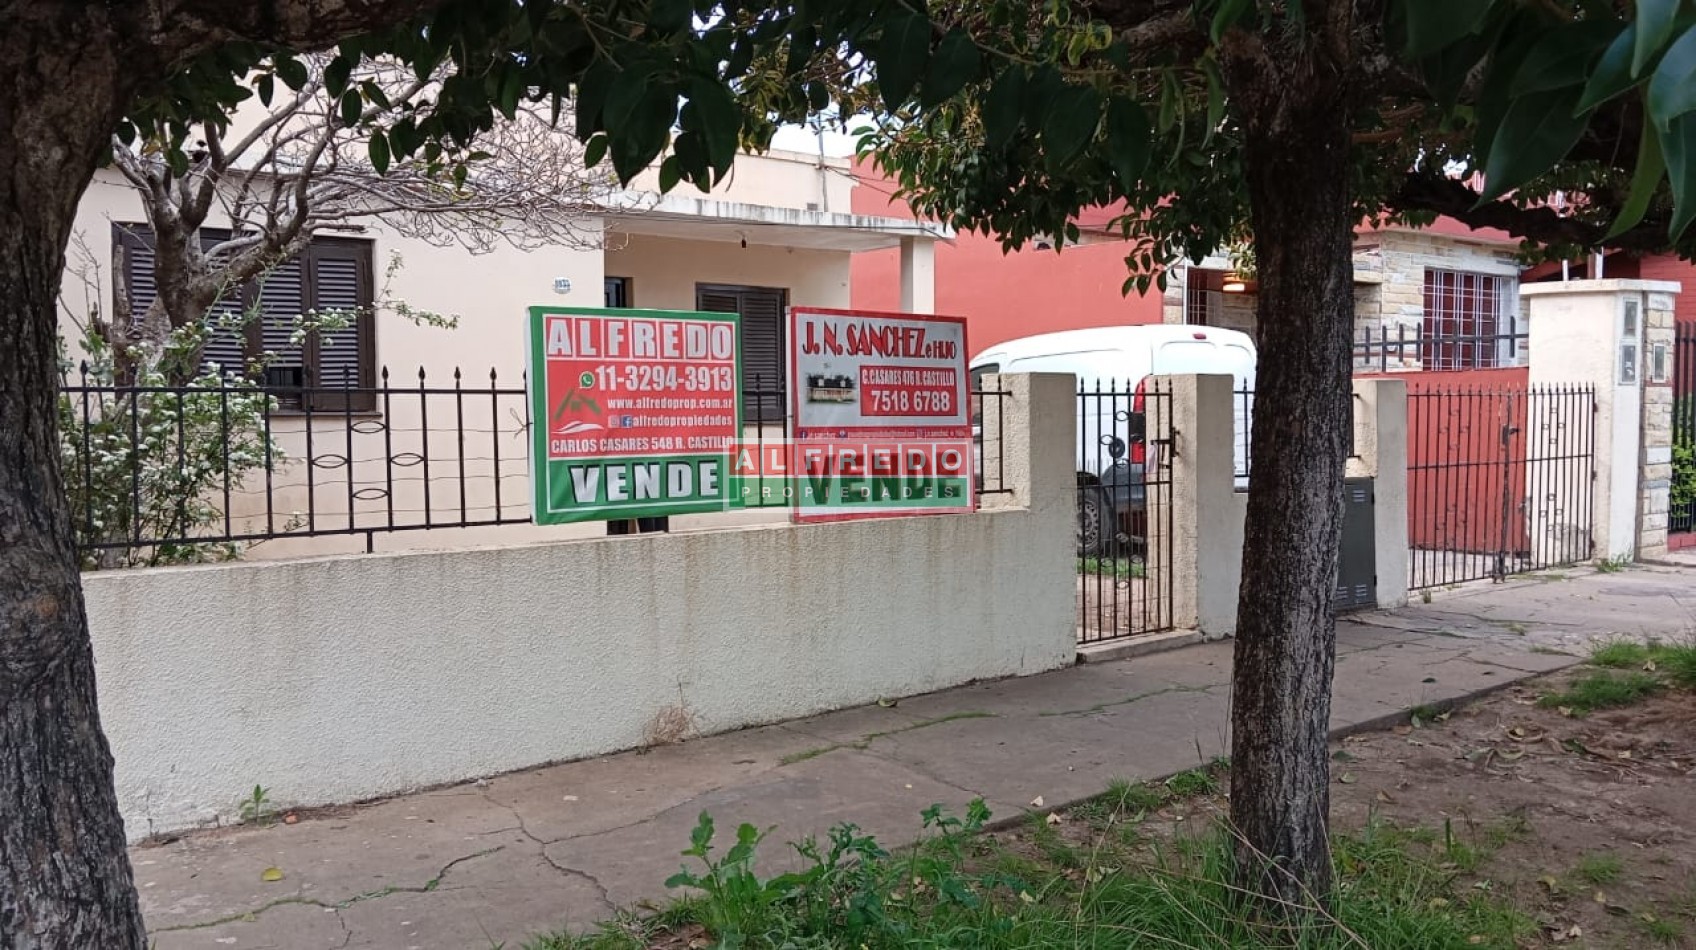 ALFREDO
11-3294-3913
www.alfredoprop.com.ar
alfredopropiedades
CARLOS CASARES 548 R. CASTILLO
VENDE
J. N. SANCHEZ e HIJO
C. CASARES 476 R. CASTILLO
7518 6788
VENDE
ALFREDO
PROPIEDADES